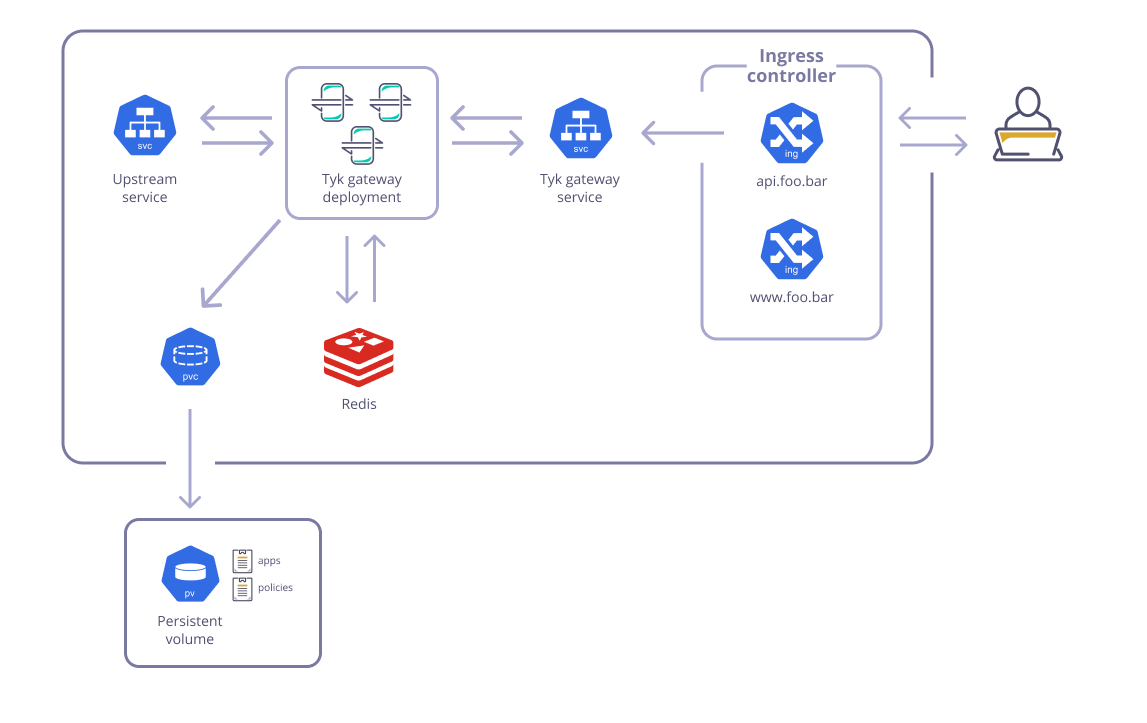 Ingress
controller
svc
Upstream
service
Tyk gateway
deployment
svc
Tyk gateway
service
ing
api.foo.bar
ing
www.foo.bar
pvc
Redis
pv
apps
policies
Persistent
volume